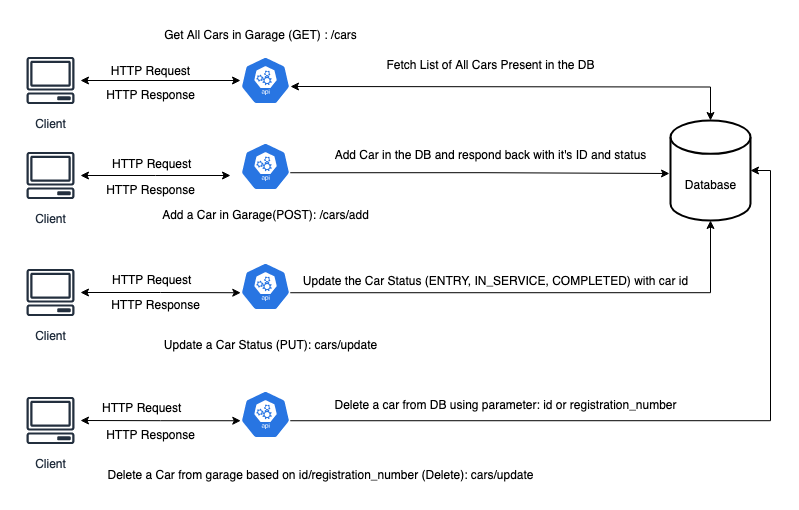 Get All Cars in Garage (GET) : /cars
HTTP Request
HTTP Response
api
Fetch List of All Cars Present in the DB
Client
HTTP Request
HTTP Response
api
Add Car in the DB and respond back with it's ID and status
Database
Client
Add a Car in Garage(POST): /cars/add
HTTP Request
HTTP Response
api
Update the Car Status (ENTRY, IN_SERVICE, COMPLETED) with car id
Client
Update a Car Status (PUT): cars/update
HTTP Request
HTTP Response
api
Delete a car from DB using parameter: id or registration_number
Client
Delete a Car from garage based on id/registration_number (Delete): cars/update